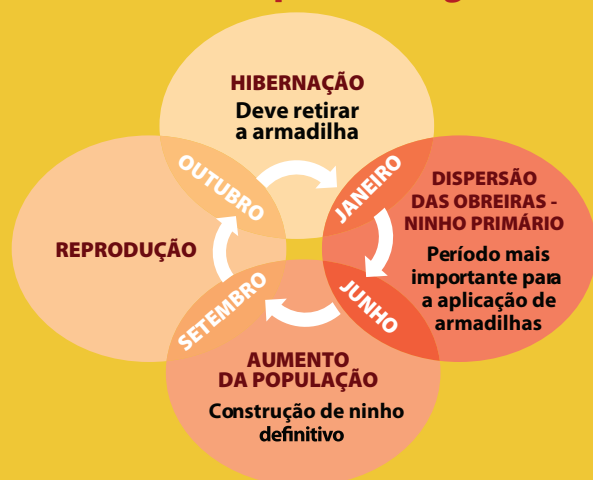 HIBERNAÇÃO
Deve retirar
a armadilha
OUTUBRO
JANEIRO
DISPERSÃO
DAS OBREIRAS -
NINHO PRIMÁRIO
Período mais
importante para
a aplicação de
armadilhas
REPRODUÇÃO
SETEMBRO
JUNHO
AUMENTO
DA POPULAÇÃO
Construção de ninho
definitivo